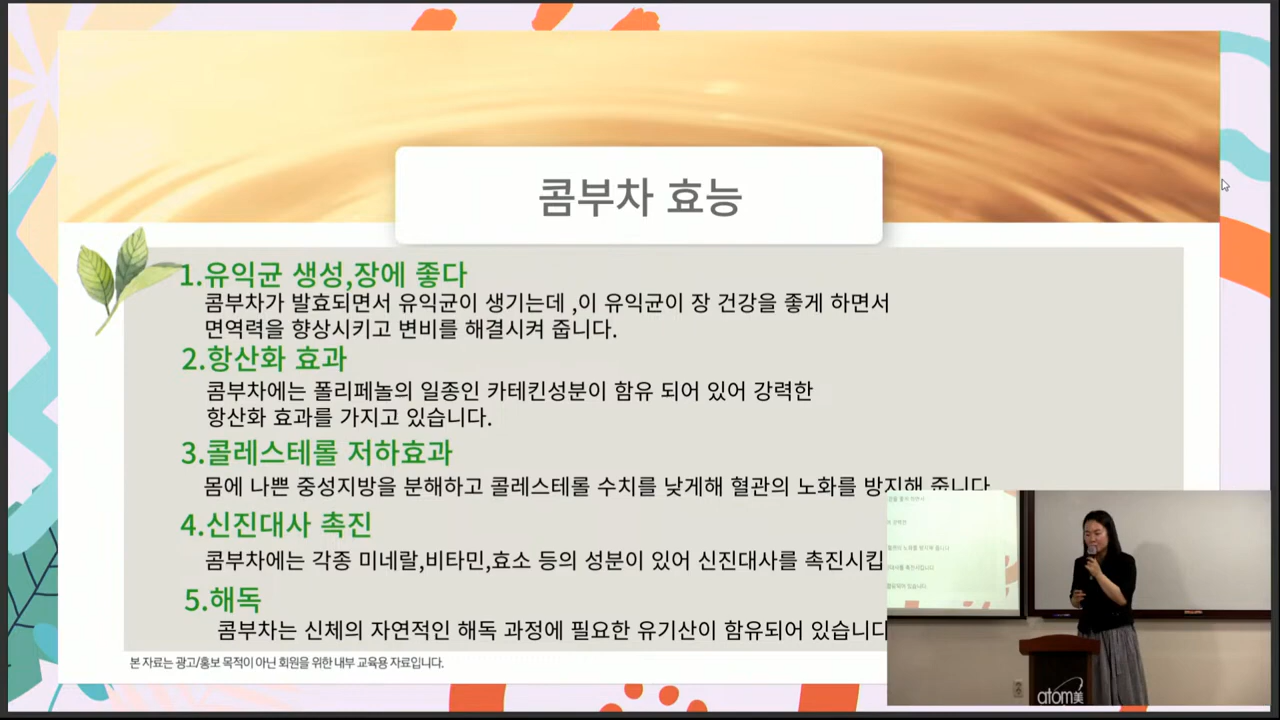 콤부차 효능
1.유익균 생성,장에 좋다
콤부차가 발효되면서 유익균이 생기는데 ,이 유익균이 장 건강을 좋게 하면서
면역력을 향상시키고 변비를 해결시켜 줍니다.
2.항산화 효과
콤부차에는 폴리페놀의 일종인 카테킨성분이 함유 되어 있어 강력한
항산화 효과를 가지고 있습니다.
3.콜레스테롤 저하효과
몸에 나쁜 중성지방을 분해하고 콜레스테롤 수치를 낮게해 혈관의 노화를 방지해 줍니다
4.신진대사 촉진
콤부차에는 각종 미네랄,비타민,효소 등의 성분이 있어 신진대사를 촉진시킵
5.해독
콤부차는 신체의 자연적인 해독 과정에 필요한 유기산이 함유되어 있습니다
본 자료는 광고/홍보 목적이 아닌 회원을 위한 내부 교육용 자료입니다.
atom美